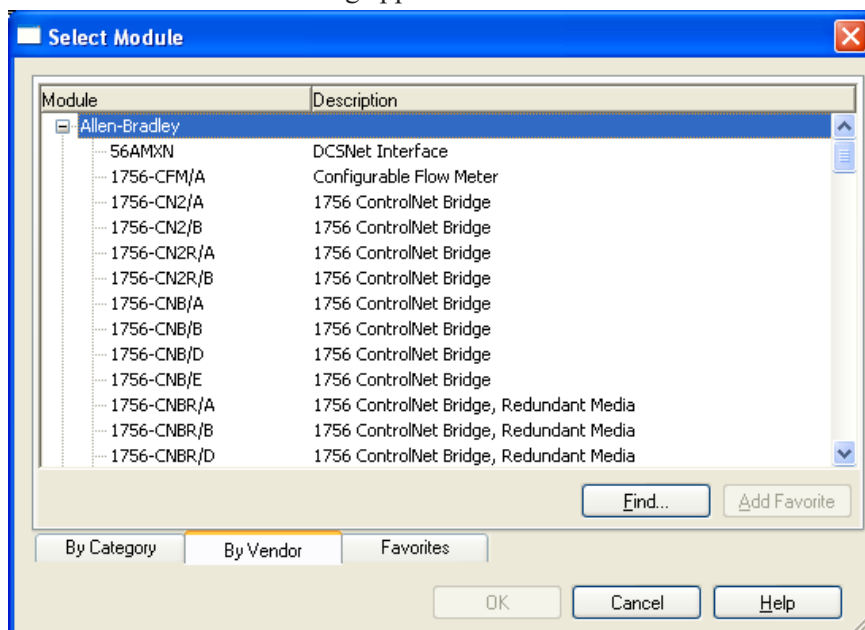 Select Module
Module Description
Allen-Bradley
56AMXN DCSNet Interface
1756-CFM/A Configurable Flow Meter
1756-CN2/A 1756 ControlNet Bridge
1756-CN2/B 1756 ControlNet Bridge
1756-CN2R/A 1756 ControlNet Bridge
1756-CN2R/B 1756 ControlNet Bridge
1756-CNB/A 1756 ControlNet Bridge
1756-CNB/B 1756 ControlNet Bridge
1756-CNB/D 1756 ControlNet Bridge
1756-CNB/E 1756 ControlNet Bridge
1756-CNBR/A 1756 ControlNet Bridge, Redundant Media
1756-CNBR/B 1756 ControlNet Bridge, Redundant Media
1756-CNBR/D 1756 ControlNet Bridge, Redundant Media
Find... Add Favorite
By Category By Vendor Favorites
OK Cancel Help